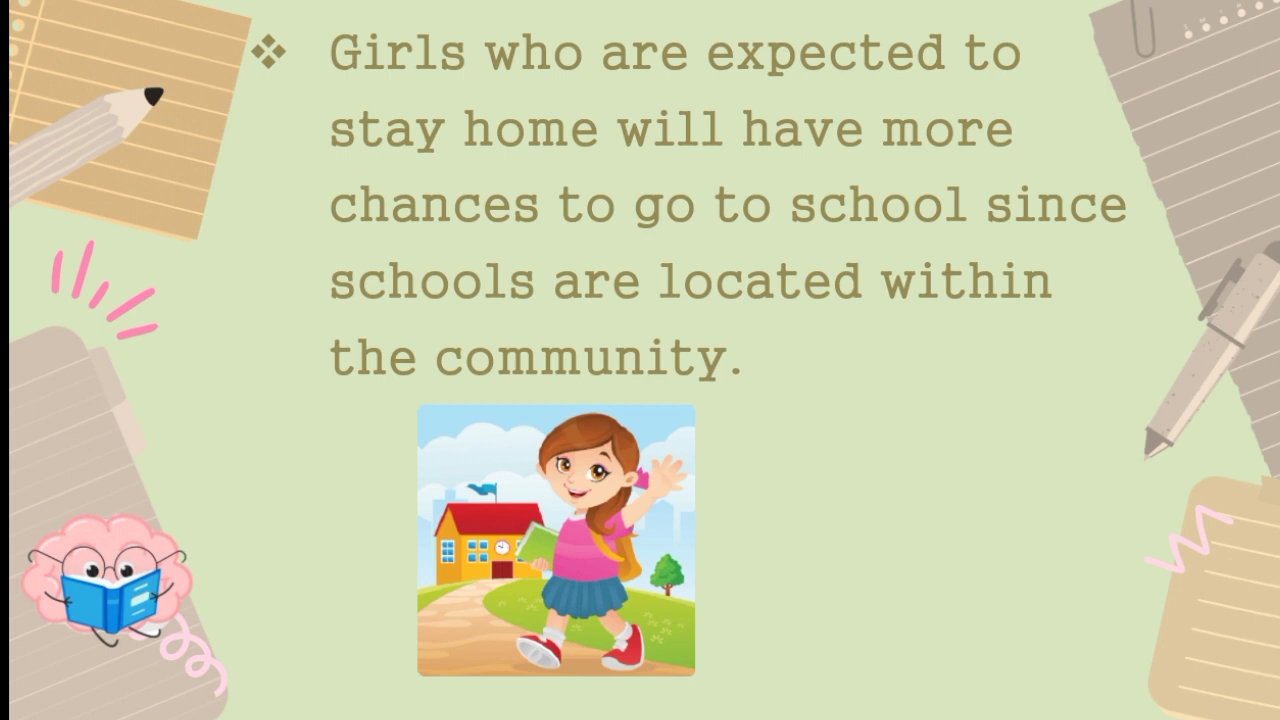 ❖ Girls who are expected to
stay home will have more
chances to go to school since
schools are located within
the community.